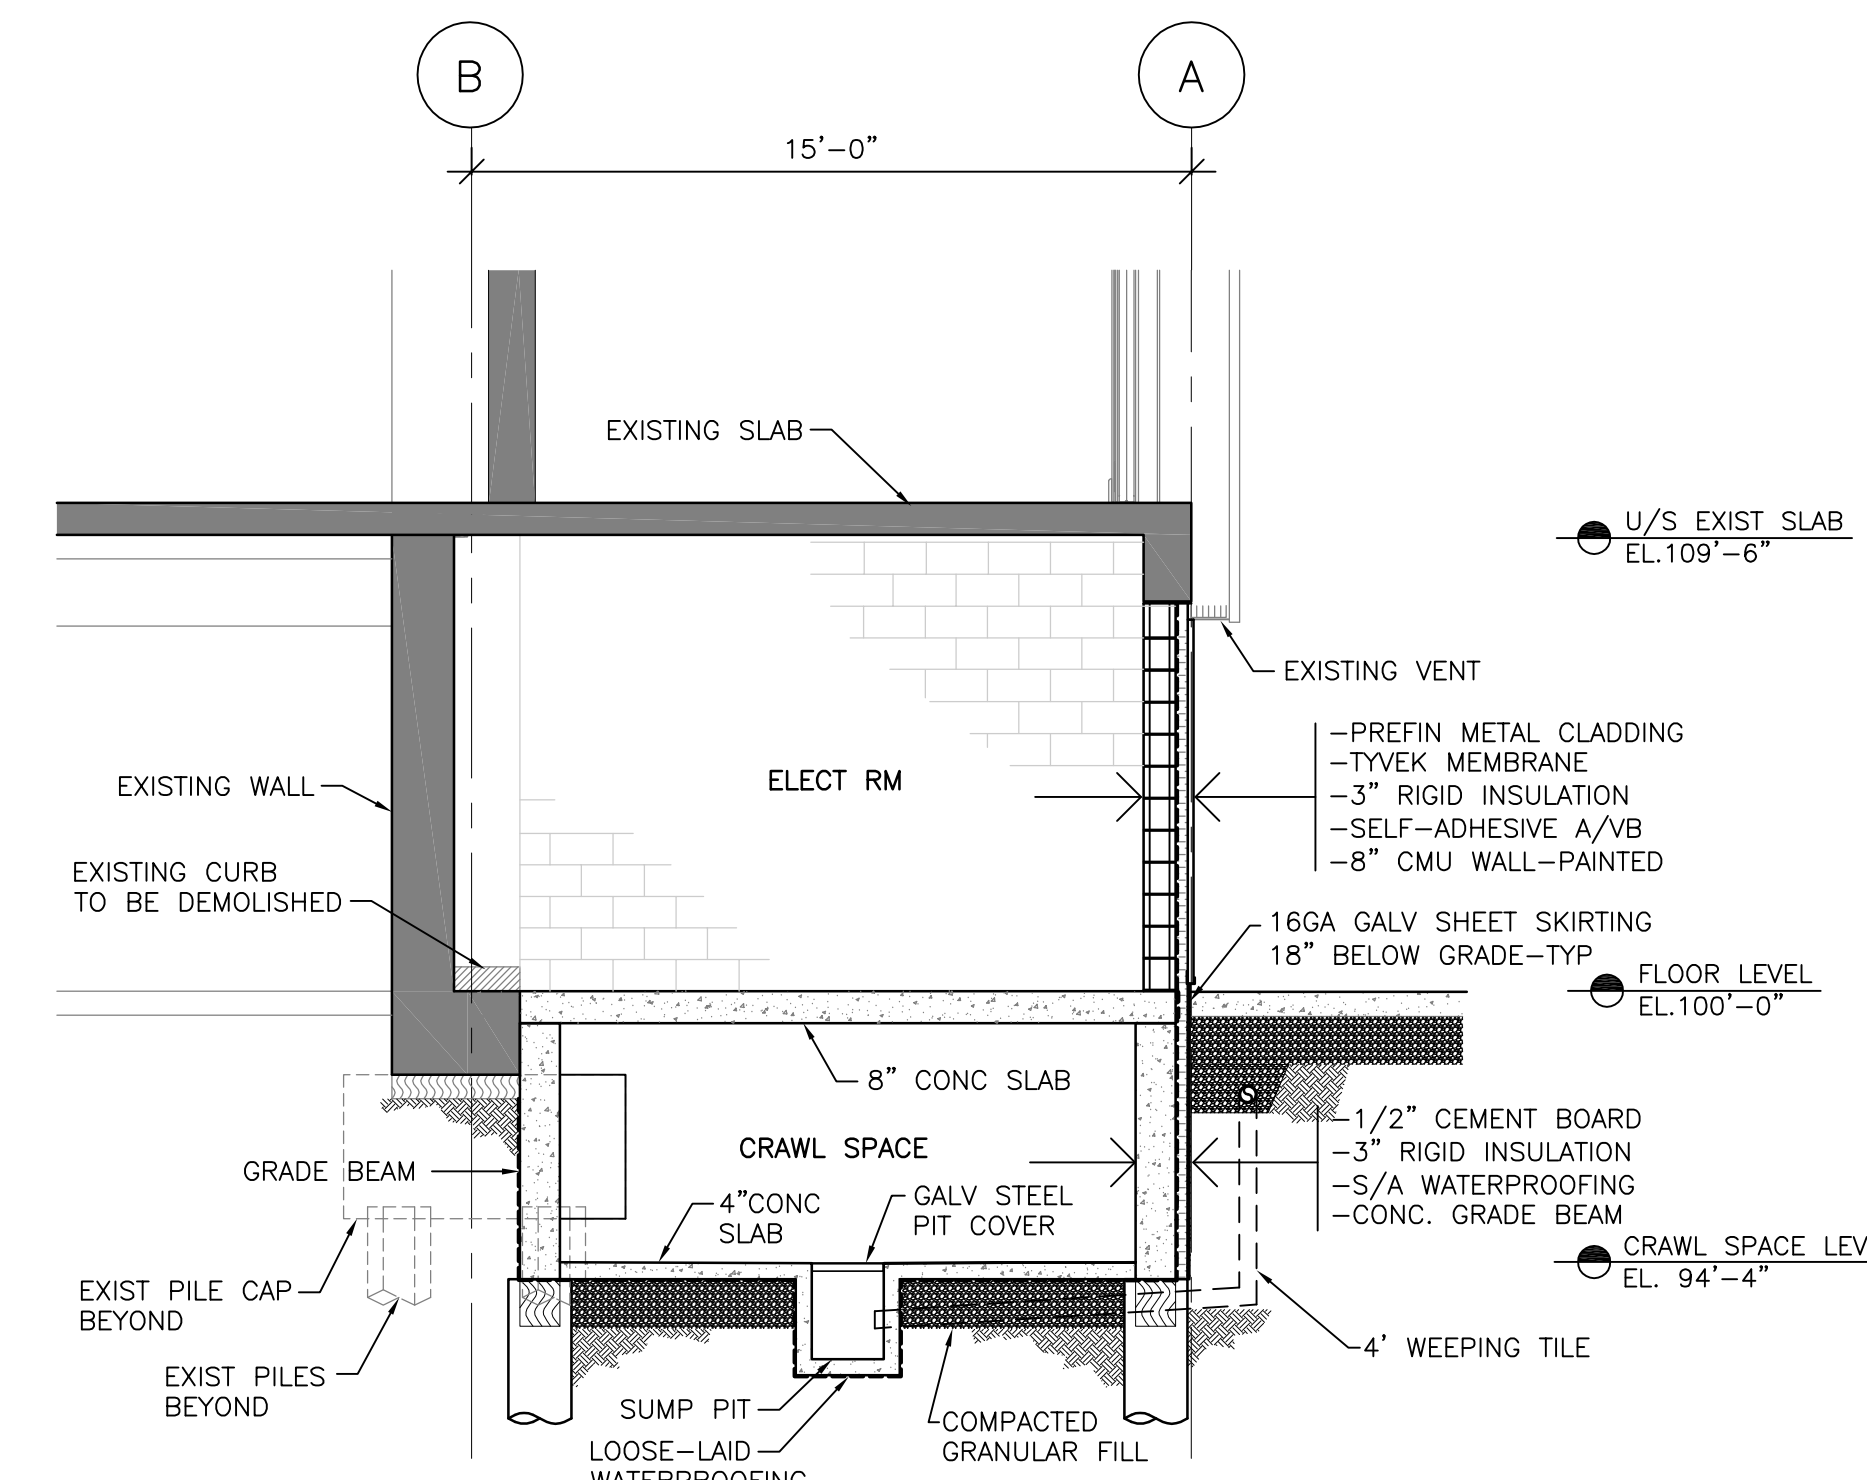 B
A
15'-0"
EXISTING SLAB
U/S EXIST SLAB
EL.109'-6"
EXISTING VENT
-PREFIN METAL CLADDING
-TYVEK MEMBRANE
-3" RIGID INSULATION
-SELF-ADHESIVE A/VB
-8" CMU WALL-PAINTED
ELECT RM
EXISTING WALL
EXISTING CURB
TO BE DEMOLISHED
16GA GALV SHEET SKIRTING
18" BELOW GRADE-TYP
FLOOR LEVEL
EL.100'-0"
8" CONC SLAB
CRAWL SPACE
-1/2" CEMENT BOARD
-3" RIGID INSULATION
-S/A WATERPROOFING
-CONC. GRADE BEAM
GRADE BEAM
4"CONC
SLAB
GALV STEEL
PIT COVER
CRAWL SPACE LEV
EL. 94'-4"
EXIST PILE CAP
BEYOND
4' WEEPING TILE
EXIST PILES
BEYOND
SUMP PIT
COMPACTED
GRANULAR FILL
LOOSE-LAID
WATERPROOFING